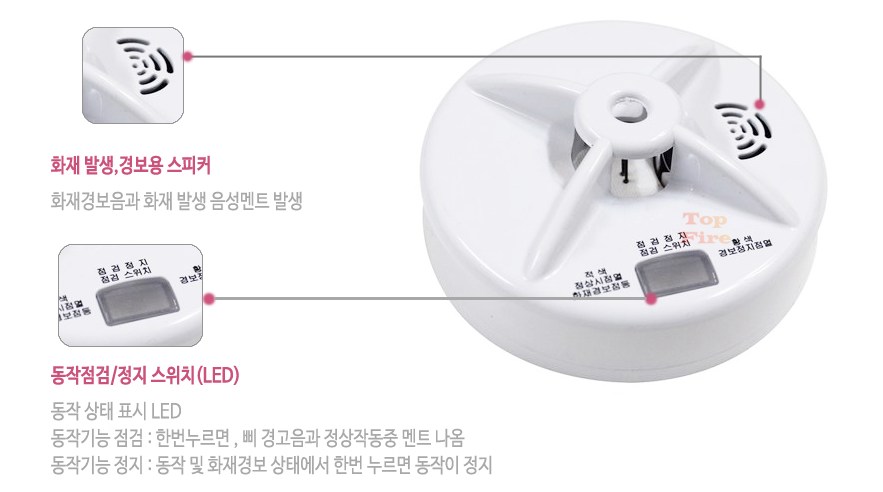 화재 발생,경보용 스피커
화재경보음과 화재 발생 음성멘트 발생
점 검 정 지
점검 스위치
황
경보
색
시점열
경보점등
동작점검/정지 스위치(LED)
동작 상태 표시 LED
동작기능 점검 : 한번누르면 , 삐 경고음과 정상작동중 멘트 나옴
동작기능 정지 : 동작 및 화재경보 상태에서 한번 누르면 동작이 정지
Top
Fire
점 검 정 지
점검 스위치
황 색
경보정지점열
적 색
정상시점열
화재경보점등